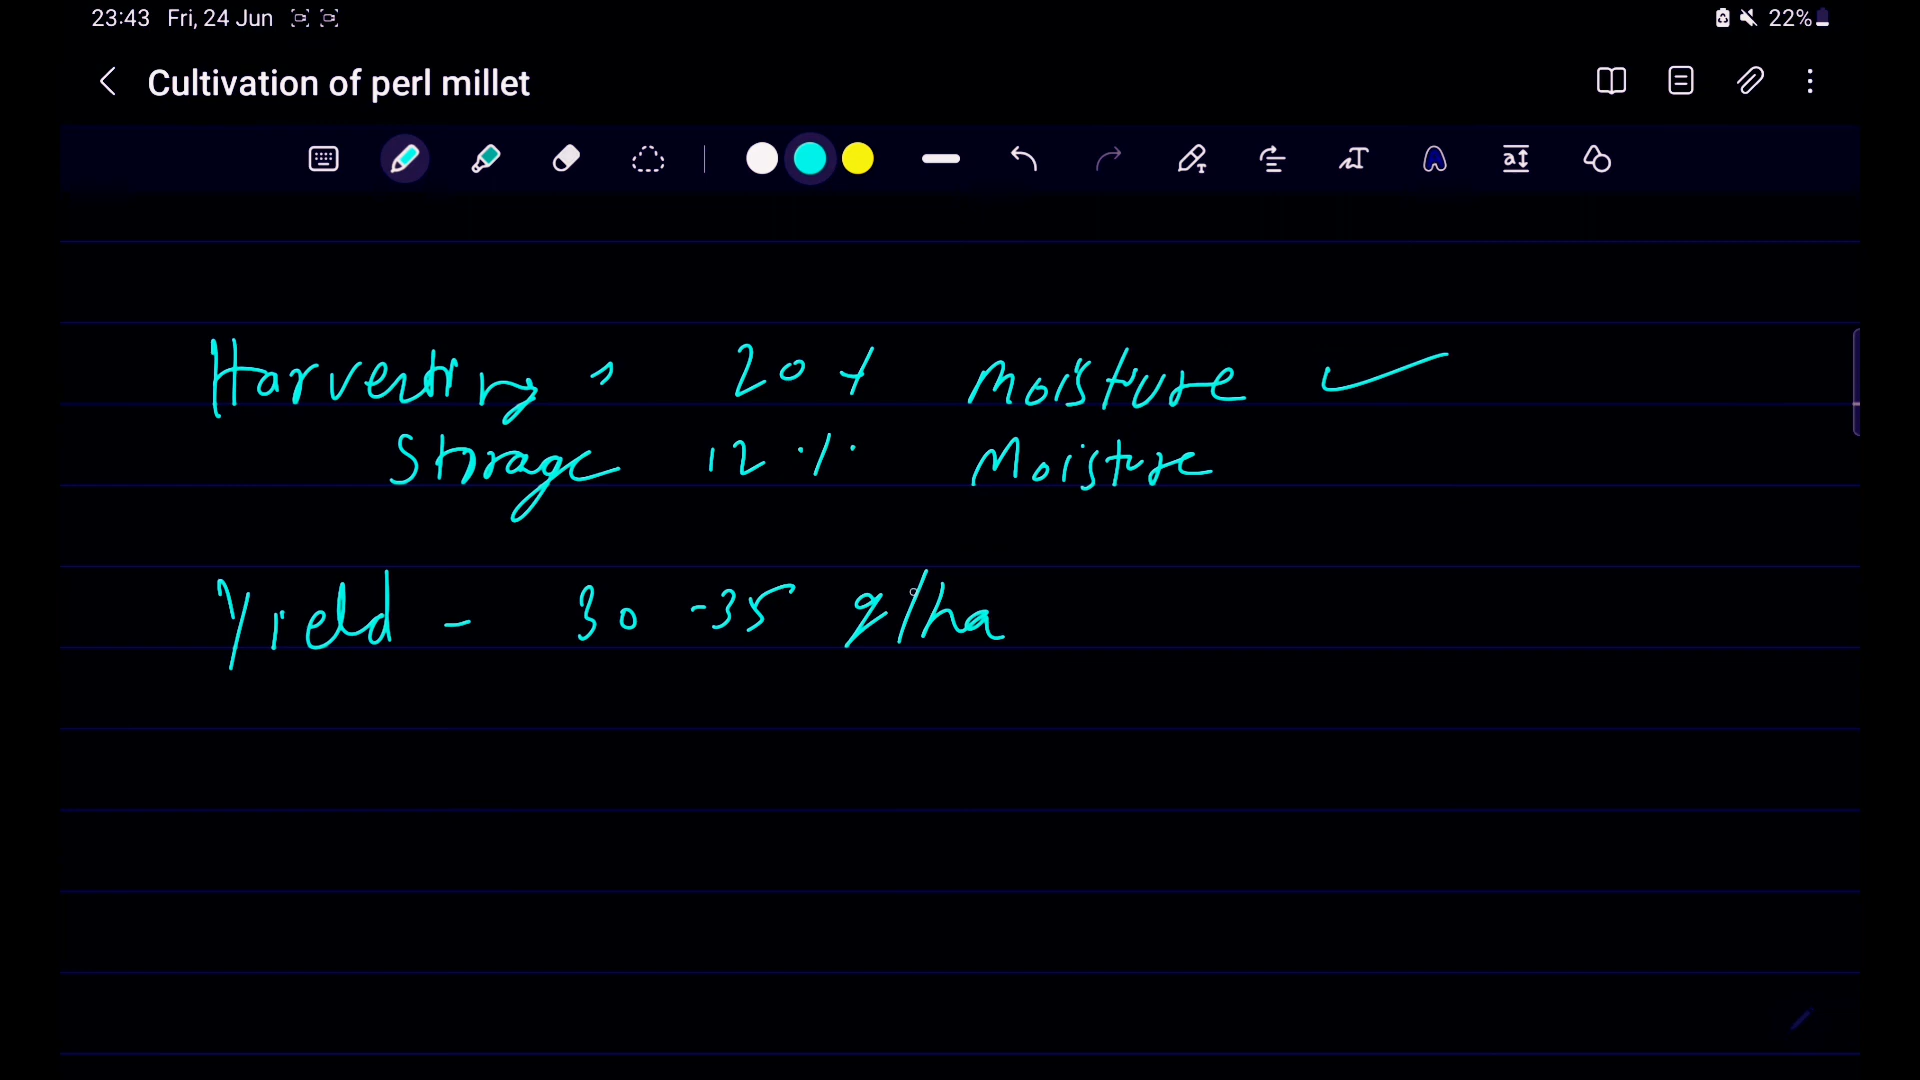 23:43 Fri, 24 Jun 22%
Cultivation of perl millet
Harvesting, 20 % Moisture ✓
Storage 12 % Moisture
Yield - 30 - 35 q/ha